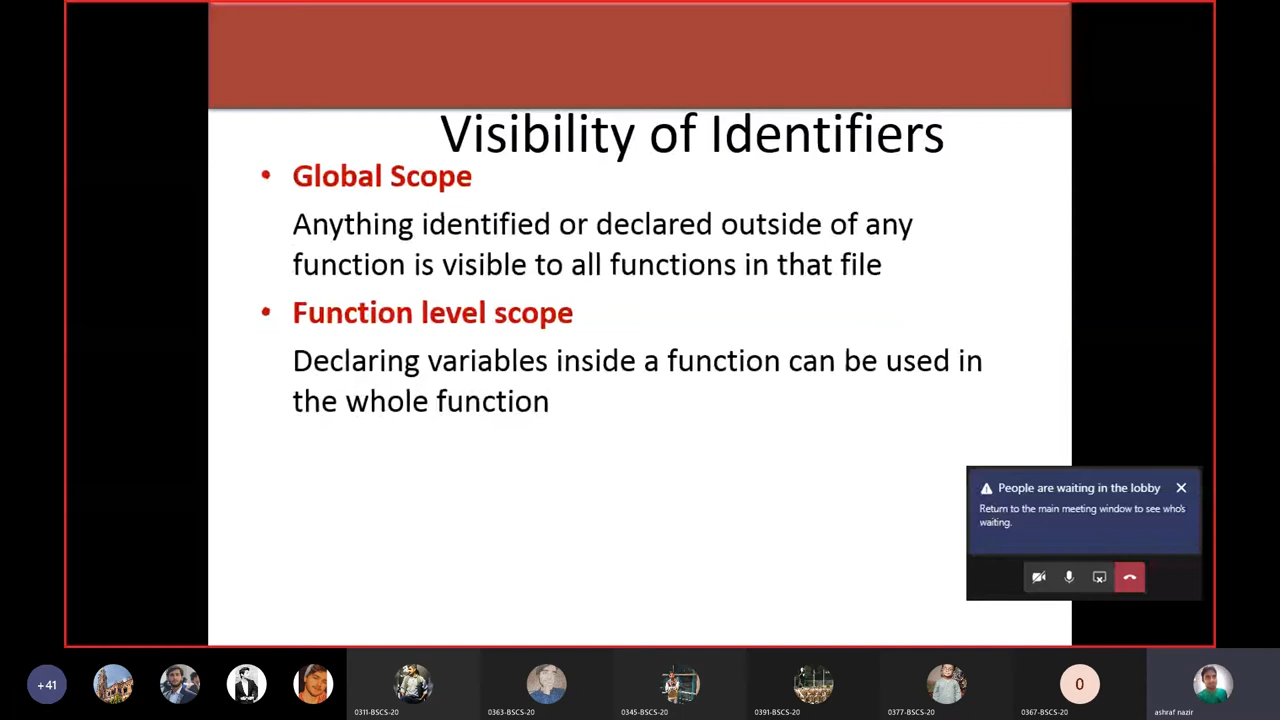 Visibility of Identifiers
• Global Scope
Anything identified or declared outside of any
function is visible to all functions in that file
• Function level scope
Declaring variables inside a function can be used in
the whole function
People are waiting in the lobby
Return to the main meeting window to see who's
waiting.
+41
0311-BSCS-20
0363-BSCS-20
0345-BSCS-20
0391-BSCS-20
0377-BSCS-20
0
0367-BSCS-20
ashraf nazir